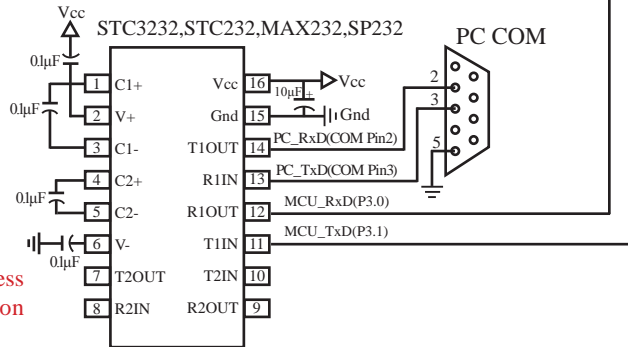 Vcc
STC3232,STC232,MAX232,SP232
PC COM
0.1µF
1 C1+ Vcc 16 Vcc
0.1µF 10µF + 2
2 V+ Gnd 15 Gnd 3
3 C1- T1OUT 14 PC_RxD(COM Pin2)
4 C2+ R1IN 13 PC_TxD(COM Pin3) 5
0.1µF
5 C2- R1OUT 12 MCU_RxD(P3.0)
6 V- T1IN 11 MCU_TxD(P3.1)
0.1µF
7 T2OUT T2IN 10
ess
8 R2IN R2OUT 9
on